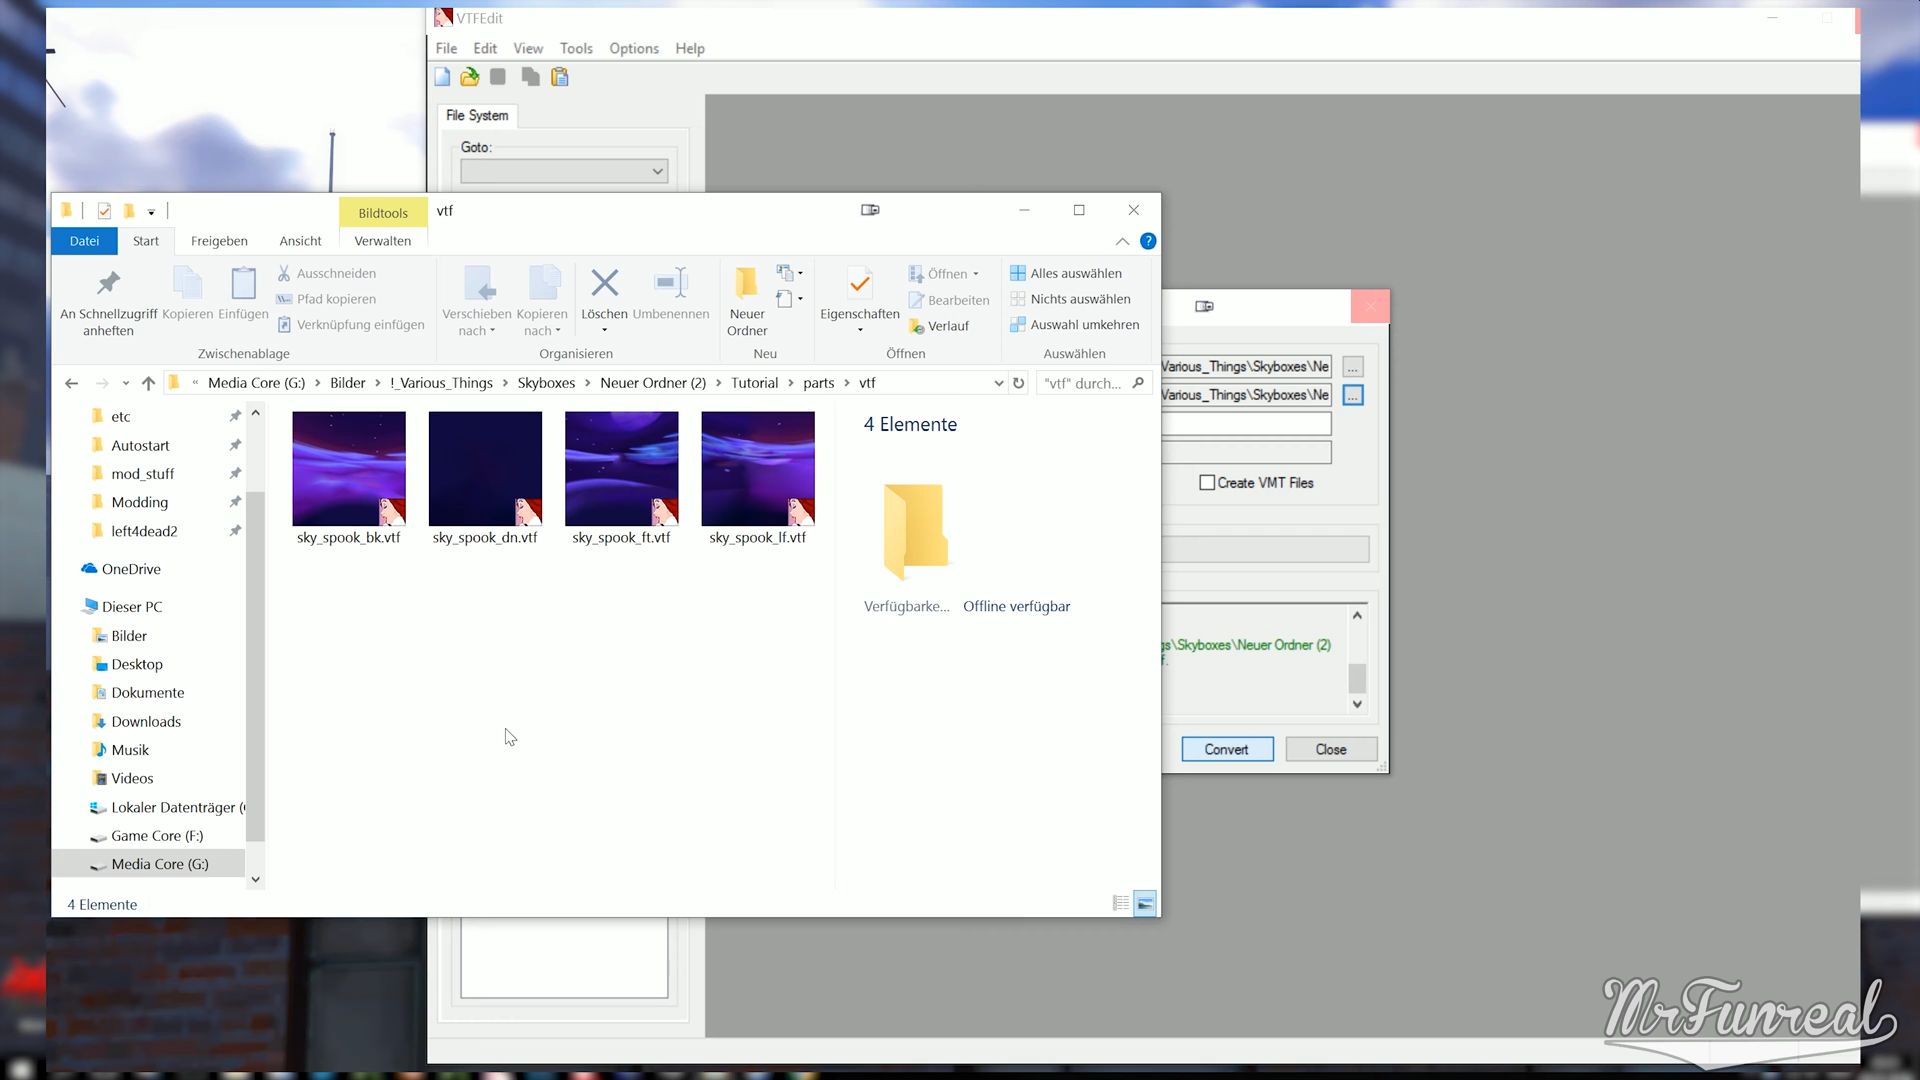 VTFEdit
File Edit View Tools Options Help
File System
Goto:
Bildtools vtf
Datei Start Freigeben Ansicht Verwalten
An Schnellzugriff
anheften
Kopieren
Einfügen
Ausschneiden
Pfad kopieren
Verknüpfung einfügen
Zwischenablage
Verschieben
nach
Kopieren
nach
Löschen
Umbenennen
Organisieren
Neuer
Ordner
Neu
Eigenschaften
Öffnen
Bearbeiten
Verlauf
Öffnen
Alles auswählen
Nichts auswählen
Auswahl umkehren
Auswählen
« Media Core (G:) › Bilder › !_Various_Things › Skyboxes › Neuer Ordner (2) › Tutorial › parts › vtf
"vtf" durch...
etc
Autostart
mod_stuff
Modding
left4dead2
OneDrive
Dieser PC
Bilder
Desktop
Dokumente
Downloads
Musik
Videos
Lokaler Datenträger (
Game Core (F:)
Media Core (G:)
sky_spook_bk.vtf sky_spook_dn.vtf sky_spook_ft.vtf sky_spook_lf.vtf
4 Elemente
Verfügbarke... Offline verfügbar
4 Elemente
Various_Things\Skyboxes\Ne ...
Various_Things\Skyboxes\Ne ...
Create VMT Files
gs\Skyboxes\Neuer Ordner (2)
f.
Convert Close
MrFunreal